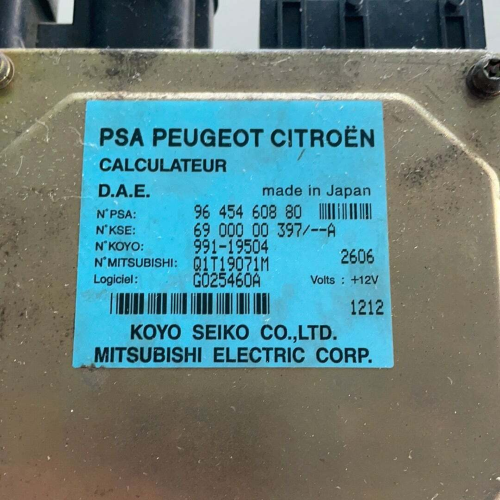 PSA PEUGEOT CITROËN
CALCULATEUR
D.A.E. made in Japan
N°PSA: 96 454 608 80
N°KSE: 69 000 00 397/--A
N°KOYO: 991-19504
N°MITSUBISHI: Q1T19071M 2606
Logiciel: G025460A Volts : +12V
1212
KOYO SEIKO CO.,LTD.
MITSUBISHI ELECTRIC CORP.